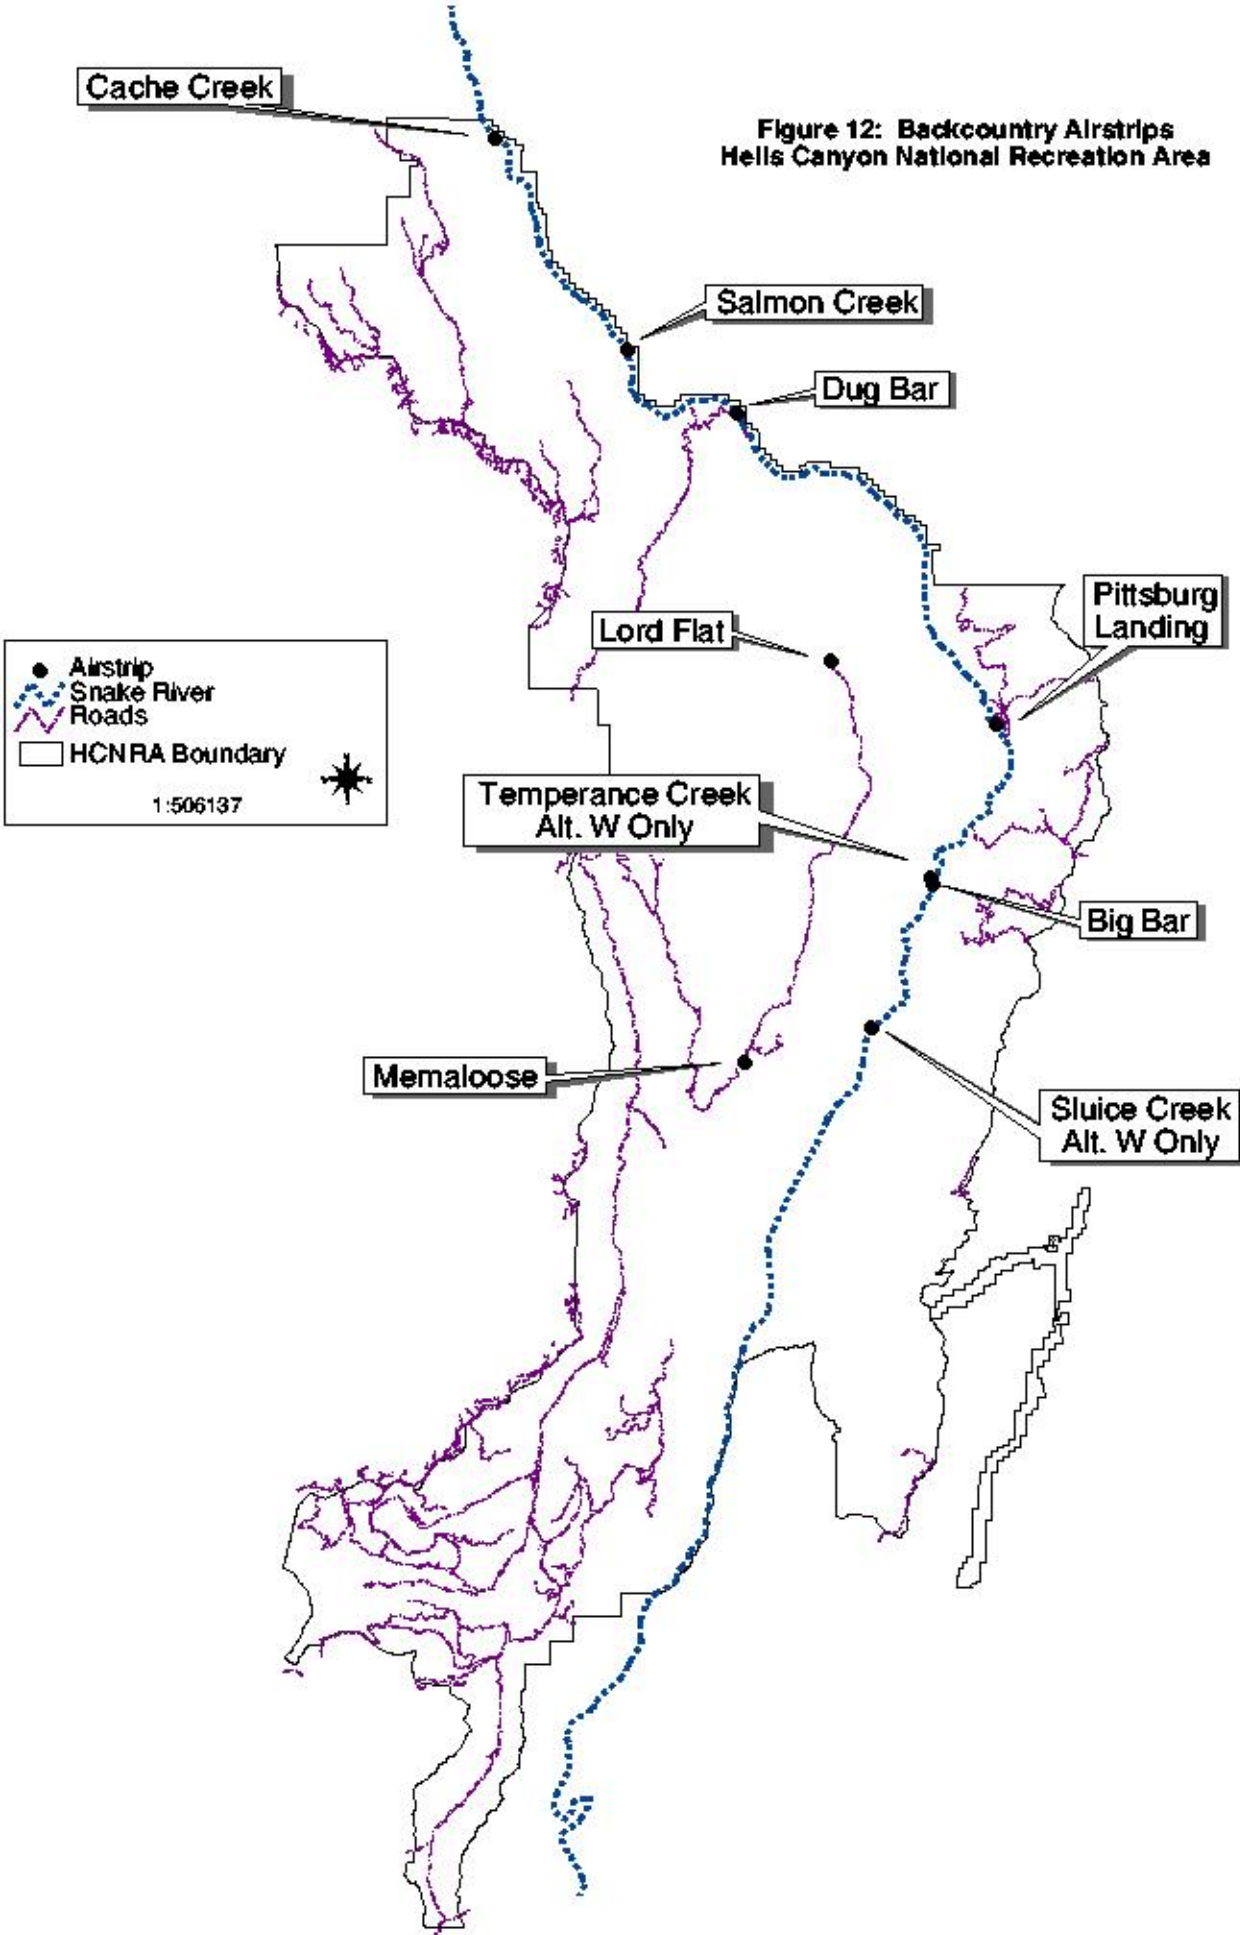 Cache Creek
Figure 12: Backcountry Airstrips
Hells Canyon National Recreation Area
Salmon Creek
Dug Bar
Pittsburg
Landing
Lord Flat
Airstrip
Snake River
Roads
HCNRA Boundary
1:506137
Temperance Creek
Alt. W Only
Big Bar
Memaloose
Sluice Creek
Alt. W Only